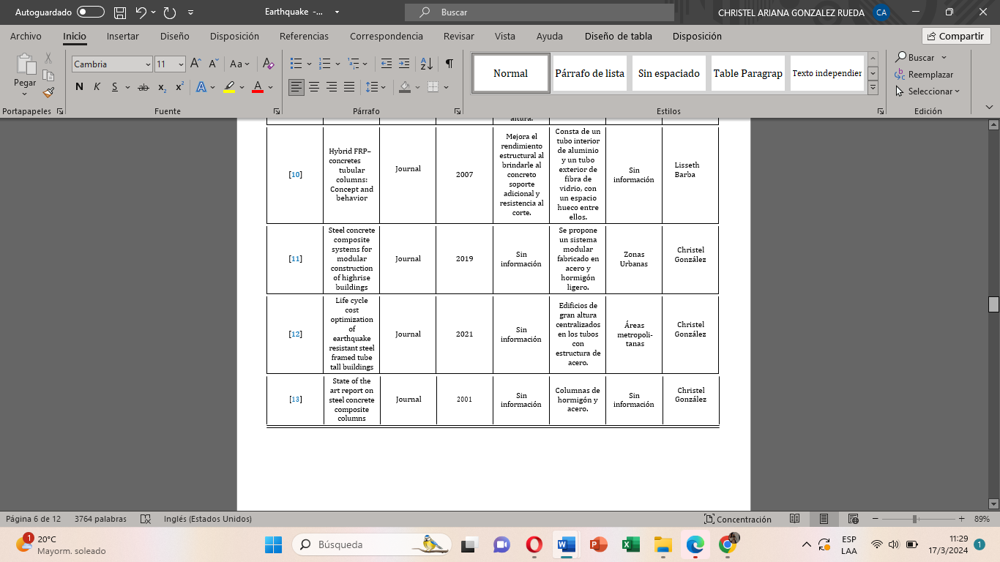 Autoguardado
Earthquake -...
Buscar
CHRISTEL ARIANA GONZALEZ RUEDA
CA
Archivo
Inicio
Insertar
Diseño
Disposición
Referencias
Correspondencia
Revisar
Vista
Ayuda
Diseño de tabla
Disposición
Compartir
Pegar
Portapapeles
Cambria
11
Fuente
Párrafo
Normal
Párrafo de lista
Sin espaciado
Table Paragrap
Texto independier
Estilos
Buscar
Reemplazar
Seleccionar
Edición
altura.
[10]
Hybrid FRP–
concretes
tubular
columns:
Concept and
behavior
Journal
2007
Mejora el
rendimiento
estructural al
brindarle al
concreto
soporte
adicional y
resistencia al
corte.
Consta de un
tubo interior
de aluminio
y un tubo
exterior de
fibra de
vidrio, con
un espacio
hueco entre
ellos.
Sin
información
Lisseth
Barba
[11]
Steel concrete
composite
systems for
modular
construction
of highrise
buildings
Journal
2019
Sin
información
Se propone
un sistema
modular
fabricado en
acero y
hormigón
ligero.
Zonas
Urbanas
Christel
González
[12]
Life cycle
cost
optimization
of
earthquake
resistant steel
framed tube
tall buildings
Journal
2021
Sin
información
Edificios de
gran altura
centralizados
en los tubos
con
estructura de
acero.
Áreas
metropoli-
tanas
Christel
González
[13]
State of the
art report on
steel concrete
composite
columns
Journal
2001
Sin
información
Columnas de
hormigón y
acero.
Sin
información
Christel
González
Página 6 de 12
3764 palabras
Inglés (Estados Unidos)
Concentración
89%
1
20°C
Mayorm. soleado
Búsqueda
ESP
LAA
11:29
17/3/2024
1